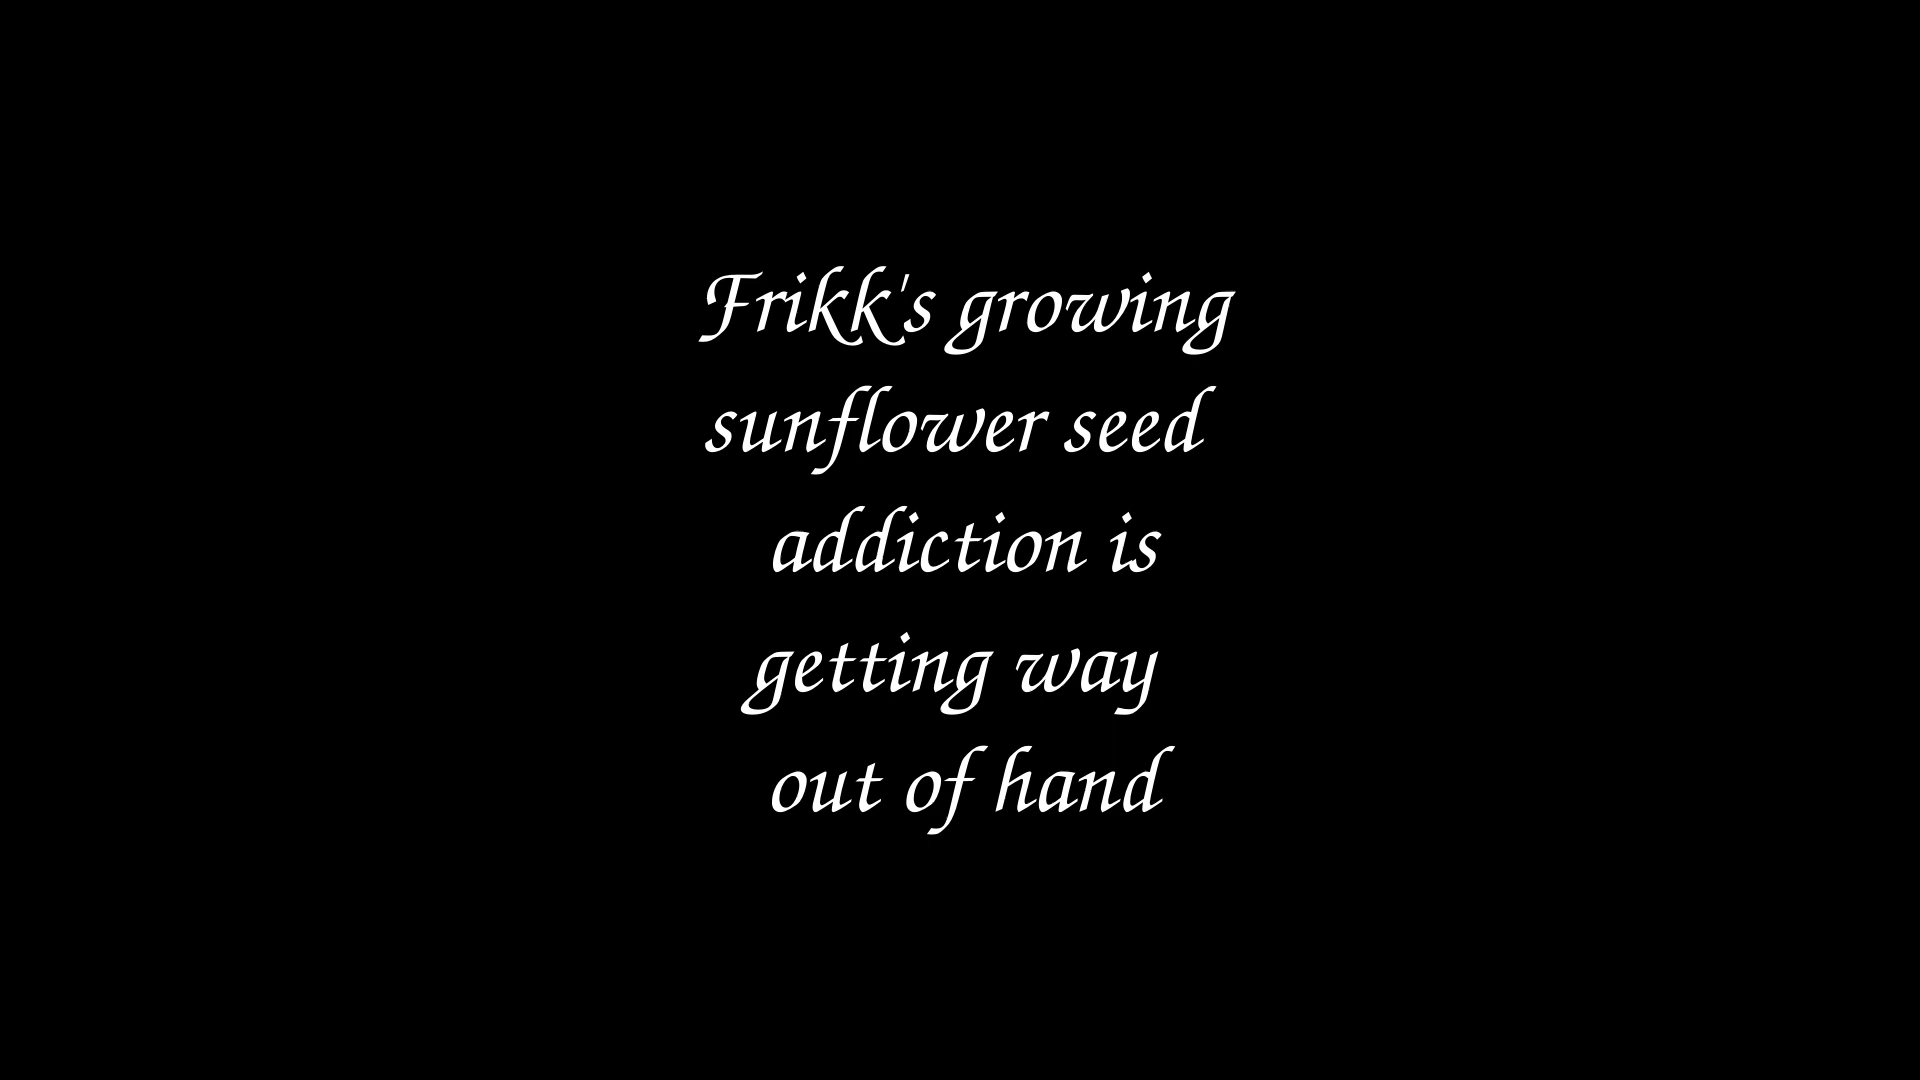 Frikk's growing
sunflower seed
addiction is
getting way
out of hand